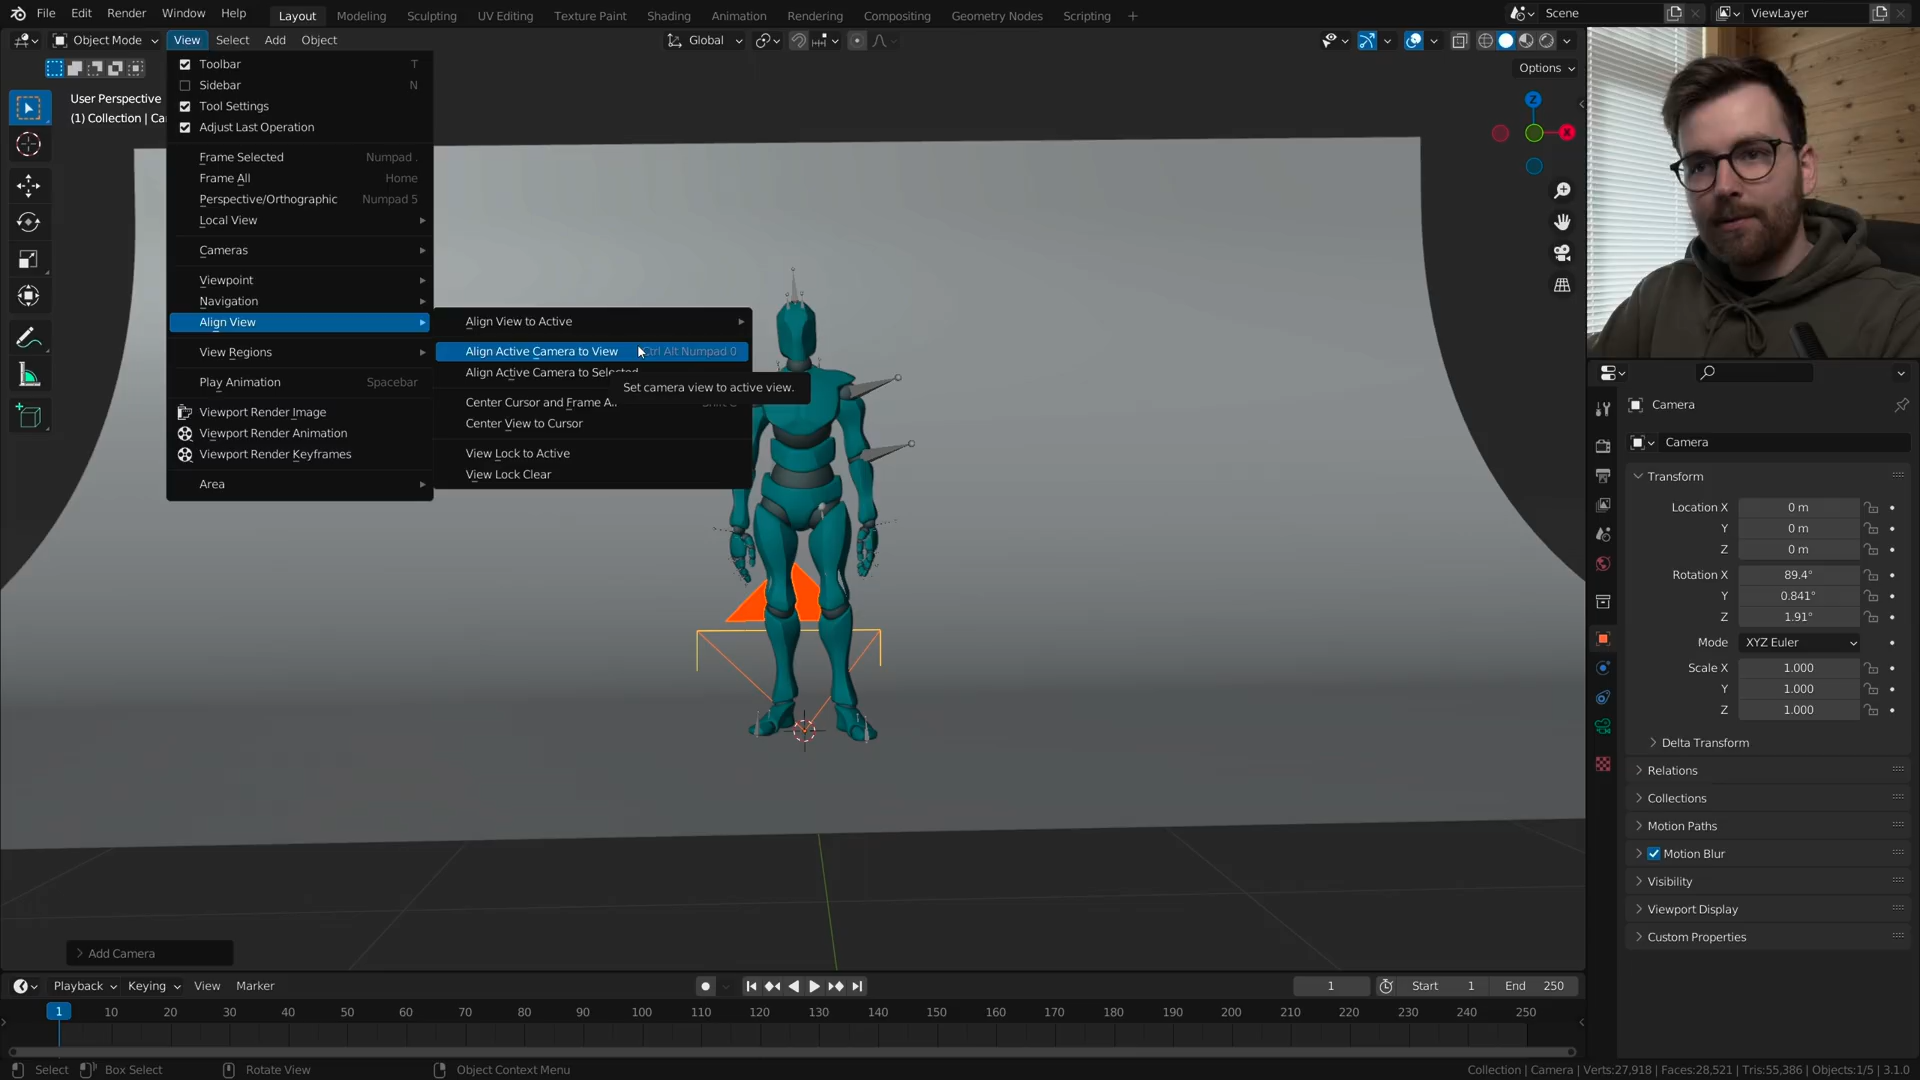 File Edit Render Window Help Layout Modeling Sculpting UV Editing Texture Paint Shading Animation Rendering Compositing Geometry Nodes Scripting + Scene ViewLayer
Object Mode View Select Add Object Global
Options
User Perspective
(1) Collection | Ca
Toolbar T
Sidebar N
Tool Settings
Adjust Last Operation
Frame Selected Numpad .
Frame All Home
Perspective/Orthographic Numpad 5
Local View
Cameras
Viewpoint
Navigation
Align View
View Regions
Play Animation Spacebar
Viewport Render Image
Viewport Render Animation
Viewport Render Keyframes
Area
Align View to Active
Align Active Camera to View Ctrl Alt Numpad 0
Align Active Camera to Selected
Set camera view to active view.
Center Cursor and Frame Al
Center View to Cursor
View Lock to Active
View Lock Clear
Z
X
Camera
Camera
Transform
Location X 0 m
Y 0 m
Z 0 m
Rotation X 89.4°
Y 0.841°
Z 1.91°
Mode XYZ Euler
Scale X 1.000
Y 1.000
Z 1.000
Delta Transform
Relations
Collections
Motion Paths
Motion Blur
Visibility
Viewport Display
Custom Properties
Add Camera
Playback Keying View Marker 1 Start 1 End 250
1 10 20 30 40 50 60 70 80 90 100 110 120 130 140 150 160 170 180 190 200 210 220 230 240 250
Select Box Select Rotate View Object Context Menu Collection | Camera | Verts:27,918 | Faces:28,521 | Tris:55,386 | Objects:1/5 | 3.1.0